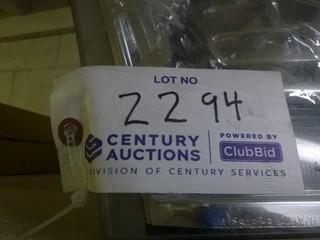 LOT NO
2294
CENTURY AUCTIONS
POWERED BY
ClubBid
DIVISION OF CENTURY SERVICES